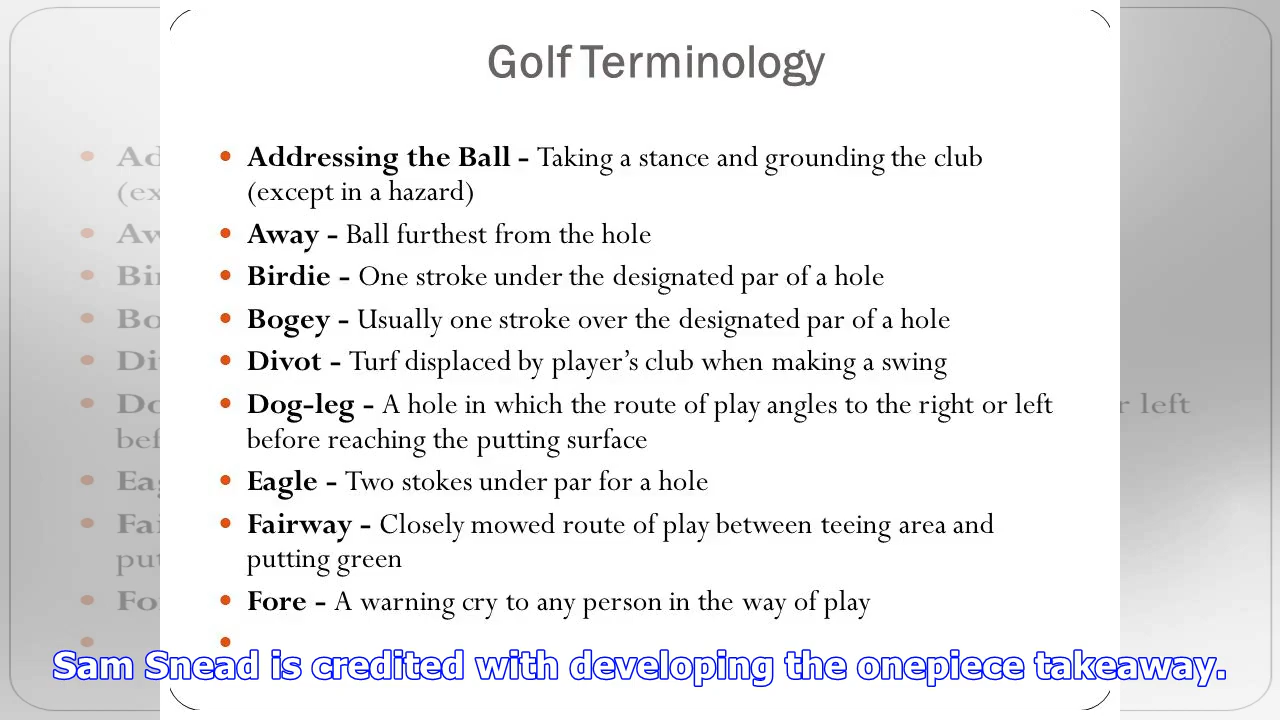 Golf Terminology
• Addressing the Ball - Taking a stance and grounding the club
(except in a hazard)
• Away - Ball furthest from the hole
• Birdie - One stroke under the designated par of a hole
• Bogey - Usually one stroke over the designated par of a hole
• Divot - Turf displaced by player's club when making a swing
• Dog-leg - A hole in which the route of play angles to the right or left
before reaching the putting surface
• Eagle - Two stokes under par for a hole
• Fairway - Closely mowed route of play between teeing area and
putting green
• Fore - A warning cry to any person in the way of play
•
Sam Snead is credited with developing the onepiece takeaway.